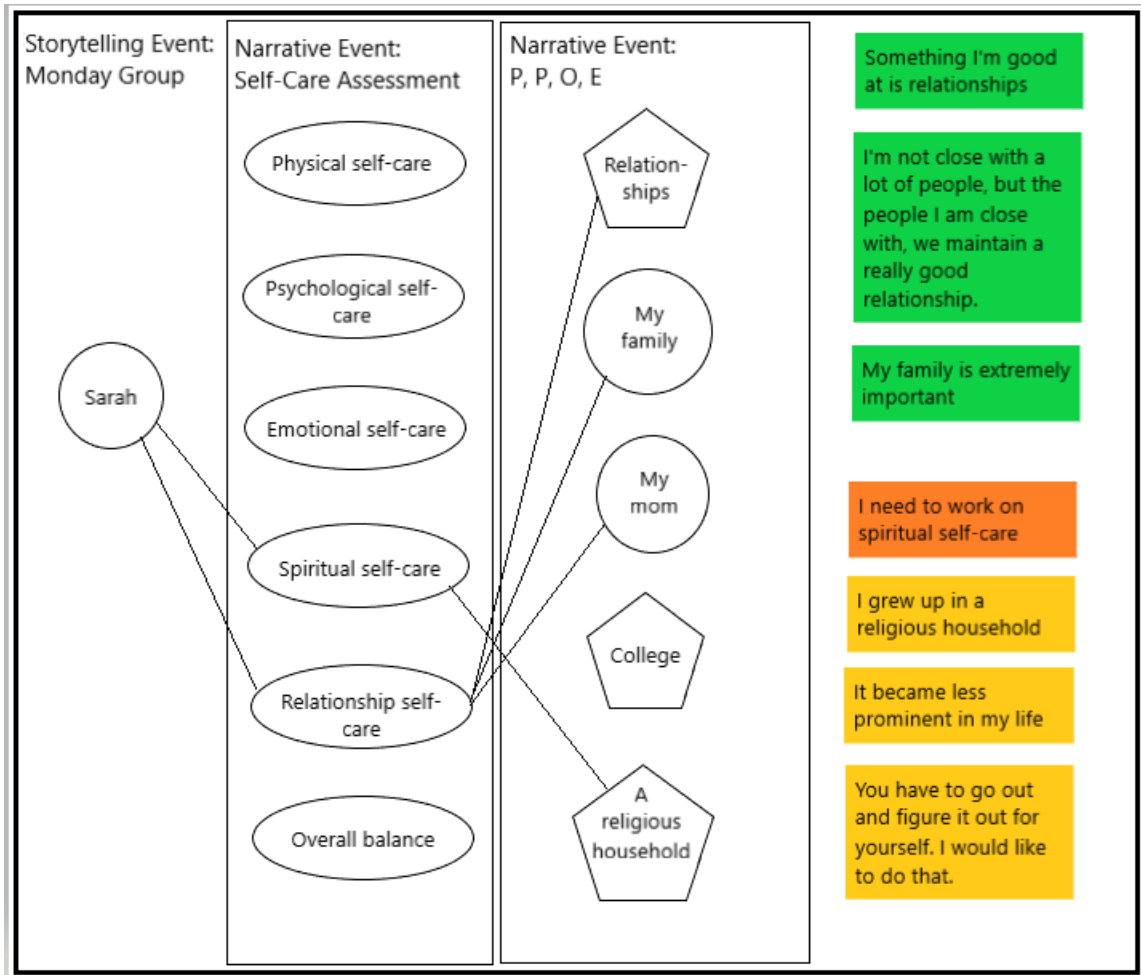 Storytelling Event:
Monday Group
Sarah
Narrative Event:
Self-Care Assessment
Physical self-care
Psychological self-
care
Emotional self-care
Spiritual self-care
Relationship self-
care
Overall balance
Narrative Event:
P, P, O, E
Relation-
ships
My
family
My
mom
College
A
religious
household
Something I'm good
at is relationships
I'm not close with a
lot of people, but the
people I am close
with, we maintain a
really good
relationship.
My family is extremely
important
I need to work on
spiritual self-care
I grew up in a
religious household
It became less
prominent in my life
You have to go out
and figure it out for
yourself. I would like
to do that.